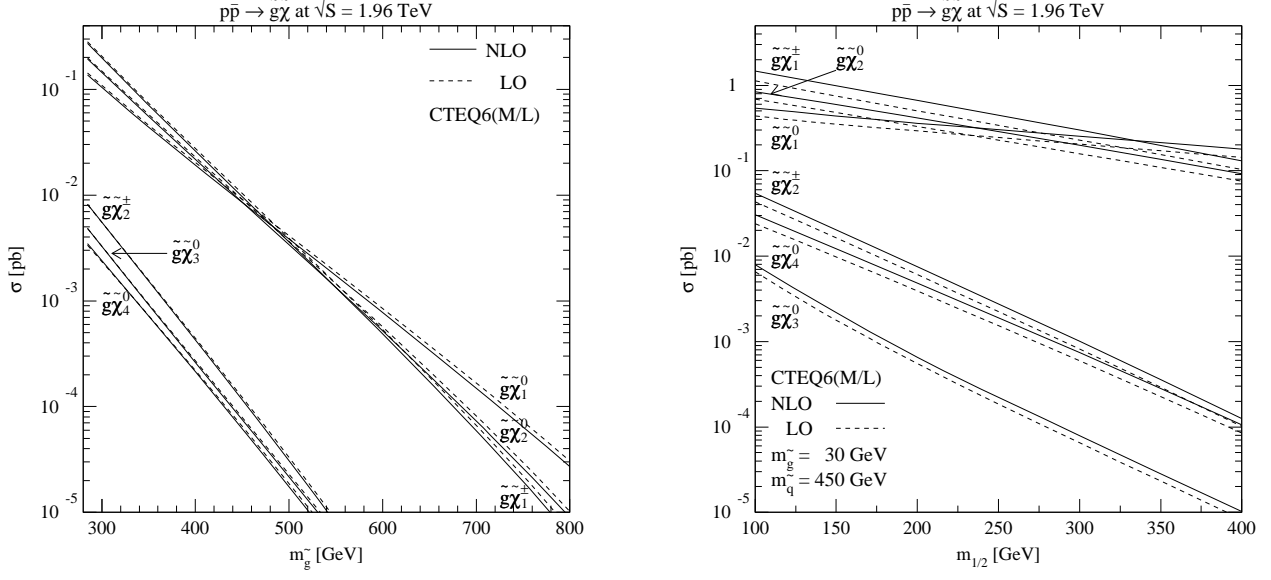 pp̄ → g̃χ̃ at √S = 1.96 TeV
NLO
LO
CTEQ6(M/L)
10⁻¹
10⁻²
10⁻³
10⁻⁴
10⁻⁵
σ [pb]
g̃χ̃₂±
g̃χ̃₃⁰
g̃χ̃₄⁰
g̃χ̃₁⁰
g̃χ̃₂⁰
g̃χ̃₁±
300 400 500 600 700 800
m_g̃ [GeV]
pp̄ → g̃χ̃ at √S = 1.96 TeV
1
10⁻¹
10⁻²
10⁻³
10⁻⁴
10⁻⁵
σ [pb]
g̃χ̃₁± g̃χ̃₂⁰
g̃χ̃₁⁰
g̃χ̃₂±
g̃χ̃₄⁰
g̃χ̃₃⁰
CTEQ6(M/L)
NLO
LO
m_g̃ = 30 GeV
m_q̃ = 450 GeV
100 150 200 250 300 350 400
m₁/₂ [GeV]